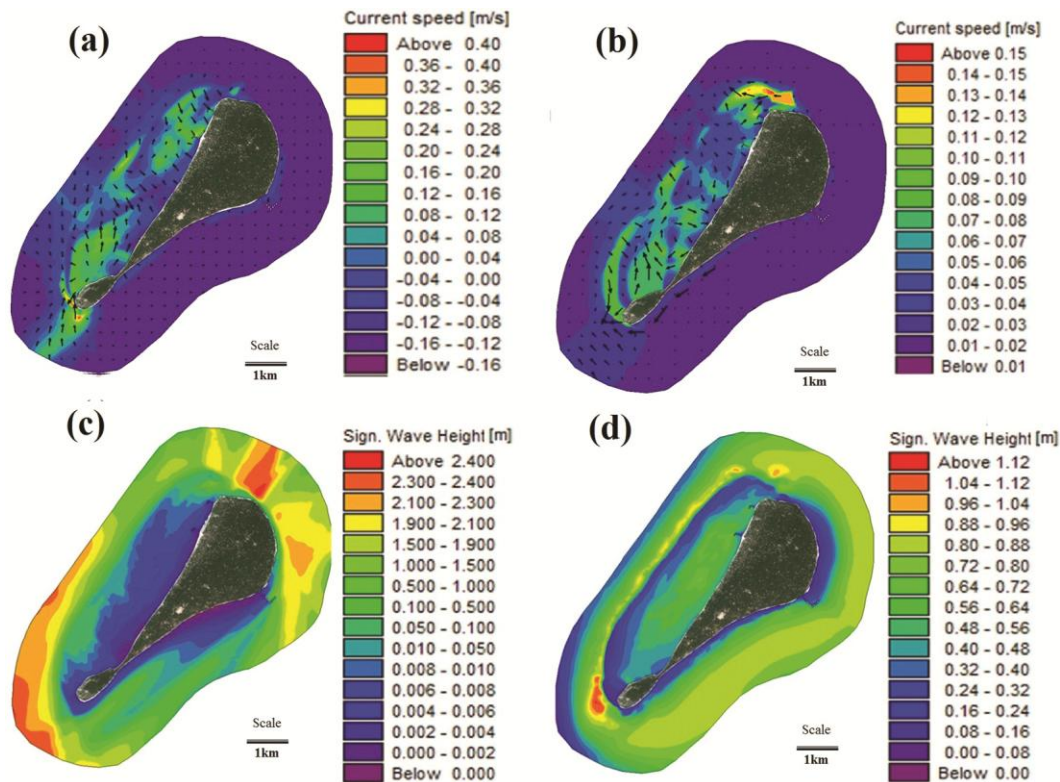 (a)
Current speed [m/s]
Above 0.40
0.36 - 0.40
0.32 - 0.36
0.28 - 0.32
0.24 - 0.28
0.20 - 0.24
0.16 - 0.20
0.12 - 0.16
0.08 - 0.12
0.04 - 0.08
0.00 - 0.04
-0.04 - 0.00
-0.08 - -0.04
-0.12 - -0.08
-0.16 - -0.12
Below -0.16
Scale
1km
(b)
Current speed [m/s]
Above 0.15
0.14 - 0.15
0.13 - 0.14
0.12 - 0.13
0.11 - 0.12
0.10 - 0.11
0.09 - 0.10
0.08 - 0.09
0.07 - 0.08
0.06 - 0.07
0.05 - 0.06
0.04 - 0.05
0.03 - 0.04
0.02 - 0.03
0.01 - 0.02
Below 0.01
Scale
1km
(c)
Sign. Wave Height [m]
Above 2.400
2.300 - 2.400
2.100 - 2.300
1.900 - 2.100
1.500 - 1.900
1.000 - 1.500
0.500 - 1.000
0.100 - 0.500
0.050 - 0.100
0.010 - 0.050
0.008 - 0.010
0.006 - 0.008
0.004 - 0.006
0.002 - 0.004
0.000 - 0.002
Below 0.000
Scale
1km
(d)
Sign. Wave Height [m]
Above 1.12
1.04 - 1.12
0.96 - 1.04
0.88 - 0.96
0.80 - 0.88
0.72 - 0.80
0.64 - 0.72
0.56 - 0.64
0.48 - 0.56
0.40 - 0.48
0.32 - 0.40
0.24 - 0.32
0.16 - 0.24
0.08 - 0.16
0.00 - 0.08
Below 0.00
Scale
1km